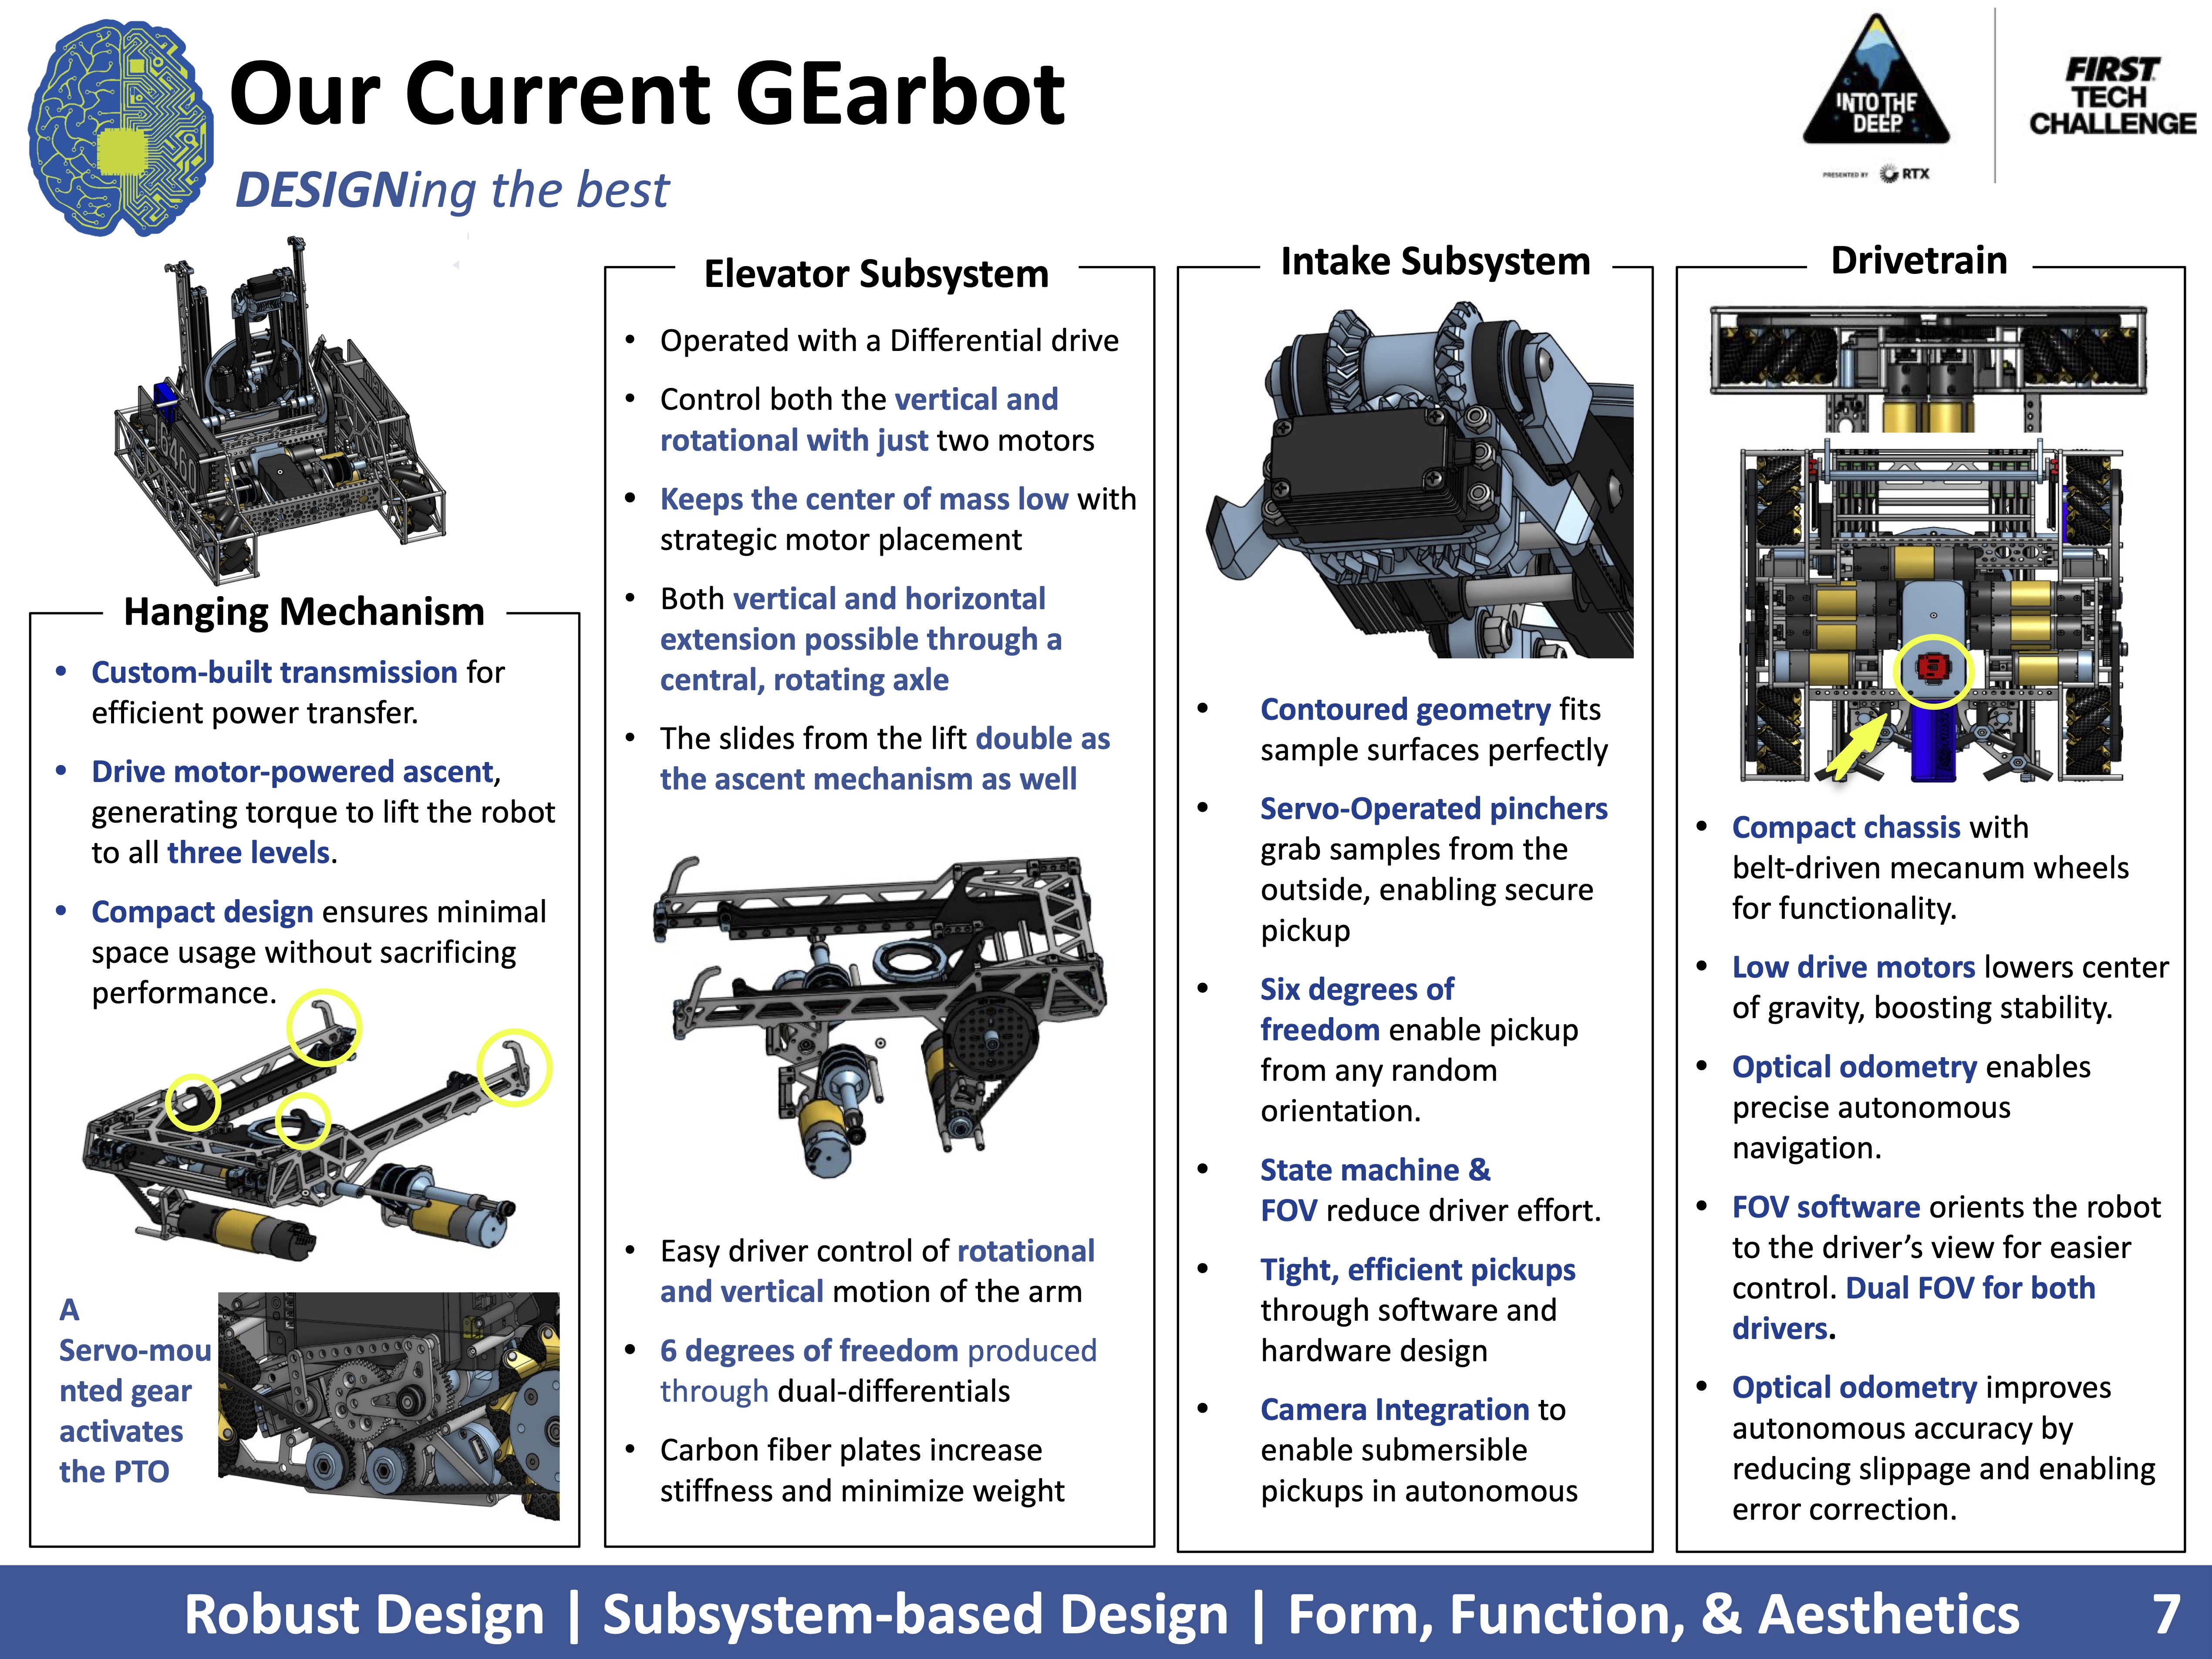 Our Current GEarbot
DESIGNing the best
INTO THE
DEEP
PRESENTED BY RTX
FIRST
TECH
CHALLENGE
Hanging Mechanism
• Custom-built transmission for
efficient power transfer.
• Drive motor-powered ascent,
generating torque to lift the robot
to all three levels.
• Compact design ensures minimal
space usage without sacrificing
performance.
A
Servo-mou
nted gear
activates
the PTO
Elevator Subsystem
• Operated with a Differential drive
• Control both the vertical and
rotational with just two motors
• Keeps the center of mass low with
strategic motor placement
• Both vertical and horizontal
extension possible through a
central, rotating axle
• The slides from the lift double as
the ascent mechanism as well
• Easy driver control of rotational
and vertical motion of the arm
• 6 degrees of freedom produced
through dual-differentials
• Carbon fiber plates increase
stiffness and minimize weight
Intake Subsystem
• Contoured geometry fits
sample surfaces perfectly
• Servo-Operated pinchers
grab samples from the
outside, enabling secure
pickup
• Six degrees of
freedom enable pickup
from any random
orientation.
• State machine &
FOV reduce driver effort.
• Tight, efficient pickups
through software and
hardware design
• Camera Integration to
enable submersible
pickups in autonomous
Drivetrain
• Compact chassis with
belt-driven mecanum wheels
for functionality.
• Low drive motors lowers center
of gravity, boosting stability.
• Optical odometry enables
precise autonomous
navigation.
• FOV software orients the robot
to the driver’s view for easier
control. Dual FOV for both
drivers.
• Optical odometry improves
autonomous accuracy by
reducing slippage and enabling
error correction.
Robust Design | Subsystem-based Design | Form, Function, & Aesthetics 7